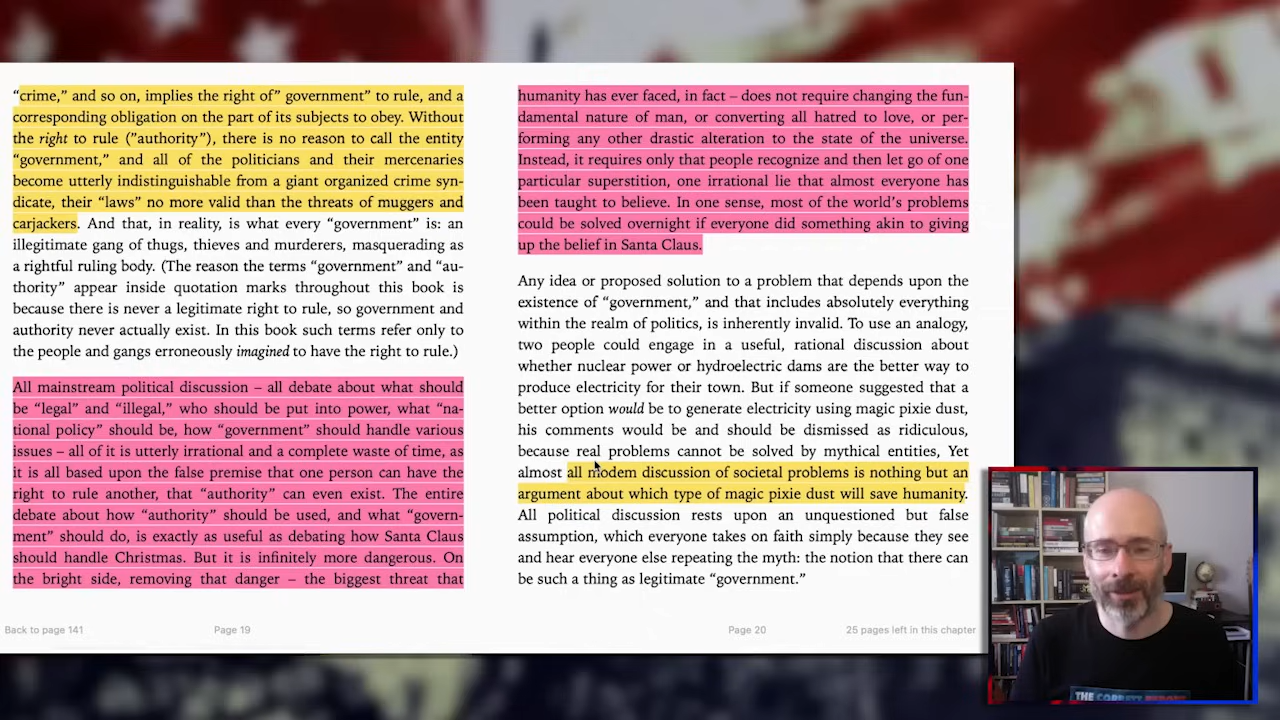 “crime,” and so on, implies the right of” government” to rule, and a
corresponding obligation on the part of its subjects to obey. Without
the right to rule (”authority”), there is no reason to call the entity
“government,” and all of the politicians and their mercenaries
become utterly indistinguishable from a giant organized crime syn-
dicate, their “laws” no more valid than the threats of muggers and
carjackers. And that, in reality, is what every “government” is: an
illegitimate gang of thugs, thieves and murderers, masquerading as
a rightful ruling body. (The reason the terms “government” and “au-
thority” appear inside quotation marks throughout this book is
because there is never a legitimate right to rule, so government and
authority never actually exist. In this book such terms refer only to
the people and gangs erroneously imagined to have the right to rule.)
All mainstream political discussion – all debate about what should
be “legal” and “illegal,” who should be put into power, what “na-
tional policy” should be, how “government” should handle various
issues – all of it is utterly irrational and a complete waste of time, as
it is all based upon the false premise that one person can have the
right to rule another, that “authority” can even exist. The entire
debate about how “authority” should be used, and what “govern-
ment” should do, is exactly as useful as debating how Santa Claus
should handle Christmas. But it is infinitely more dangerous. On
the bright side, removing that danger – the biggest threat that
Back to page 141
Page 19
humanity has ever faced, in fact – does not require changing the fun-
damental nature of man, or converting all hatred to love, or per-
forming any other drastic alteration to the state of the universe.
Instead, it requires only that people recognize and then let go of one
particular superstition, one irrational lie that almost everyone has
been taught to believe. In one sense, most of the world’s problems
could be solved overnight if everyone did something akin to giving
up the belief in Santa Claus.
Any idea or proposed solution to a problem that depends upon the
existence of “government,” and that includes absolutely everything
within the realm of politics, is inherently invalid. To use an analogy,
two people could engage in a useful, rational discussion about
whether nuclear power or hydroelectric dams are the better way to
produce electricity for their town. But if someone suggested that a
better option would be to generate electricity using magic pixie dust,
his comments would be and should be dismissed as ridiculous,
because real problems cannot be solved by mythical entities, Yet
almost all modem discussion of societal problems is nothing but an
argument about which type of magic pixie dust will save humanity.
All political discussion rests upon an unquestioned but false
assumption, which everyone takes on faith simply because they see
and hear everyone else repeating the myth: the notion that there can
be such a thing as legitimate “government.”
Page 20
25 pages left in this chapter
THE CORBETT REPORT